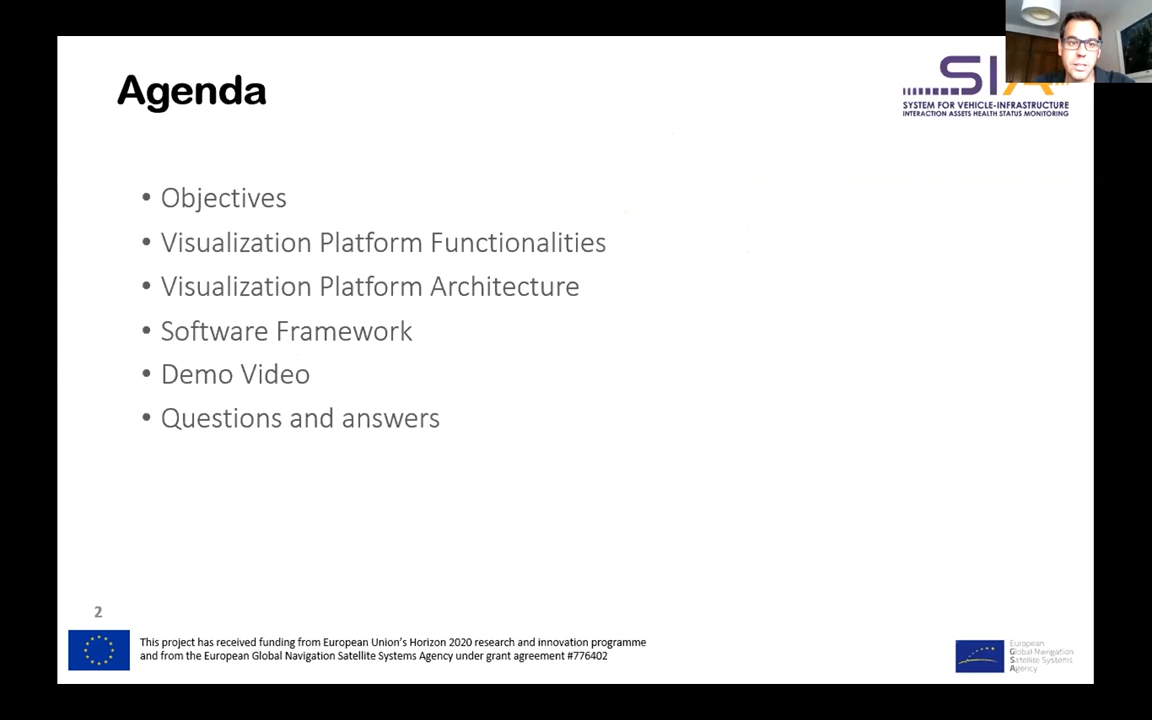 Agenda
SIA
SYSTEM FOR VEHICLE-INFRASTRUCTURE
INTERACTION ASSETS HEALTH STATUS MONITORING
• Objectives
• Visualization Platform Functionalities
• Visualization Platform Architecture
• Software Framework
• Demo Video
• Questions and answers
2
This project has received funding from European Union’s Horizon 2020 research and innovation programme
and from the European Global Navigation Satellite Systems Agency under grant agreement #776402
European
Global Navigation
Satellite Systems
Agency